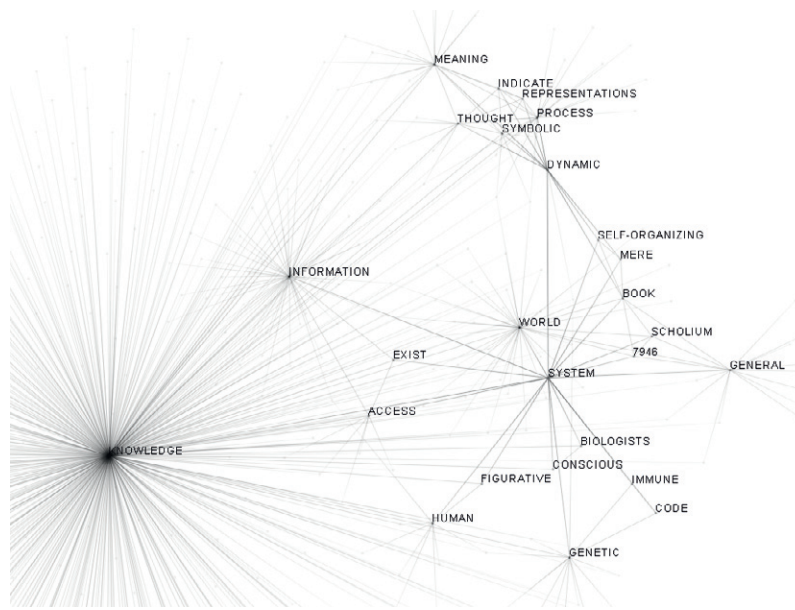 MEANING
INDICATE
REPRESENTATIONS
PROCESS
THOUGHT
SYMBOLIC
DYNAMIC
SELF-ORGANIZING
MERE
INFORMATION
BOOK
WORLD
SCHOLIUM
7946
EXIST
GENERAL
SYSTEM
ACCESS
BIOLOGISTS
NOWLEDGE
CONSCIOUS
FIGURATIVE
IMMUNE
CODE
HUMAN
GENETIC